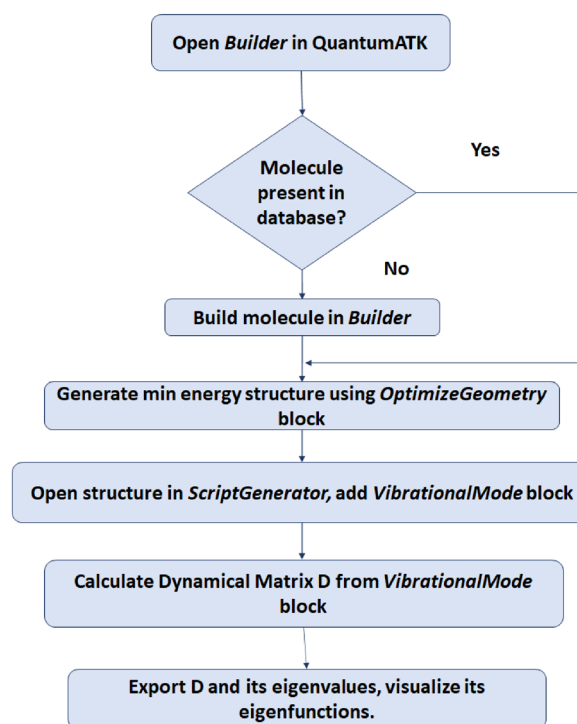 Open Builder in QuantumATK
Molecule
present in
database?
Yes
No
Build molecule in Builder
Generate min energy structure using OptimizeGeometry
block
Open structure in ScriptGenerator, add VibrationalMode block
Calculate Dynamical Matrix D from VibrationalMode
block
Export D and its eigenvalues, visualize its
eigenfunctions.